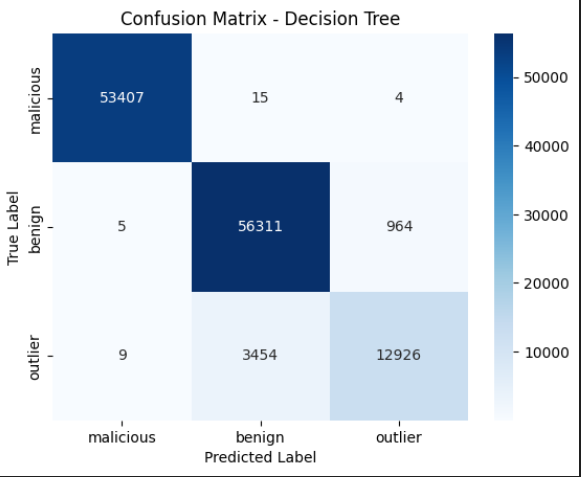 Confusion Matrix - Decision Tree
True Label
malicious
benign
outlier
53407 15 4
5 56311 964
9 3454 12926
malicious benign outlier
Predicted Label
50000
40000
30000
20000
10000